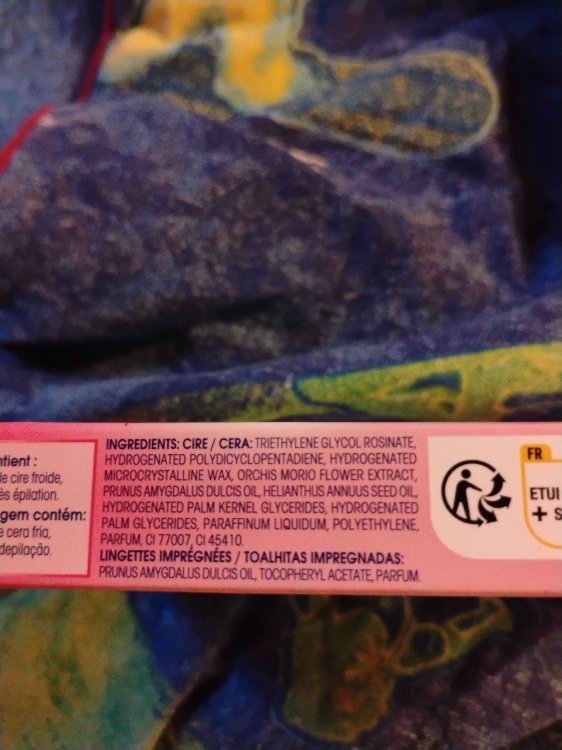 ntient :
de cire froide,
ès épilation.
agem contém:
e cera fria,
depilação.
INGREDIENTS: CIRE / CERA: TRIETHYLENE GLYCOL ROSINATE,
HYDROGENATED POLYDICYCLOPENTADIENE, HYDROGENATED
MICROCRYSTALLINE WAX, ORCHIS MORIO FLOWER EXTRACT,
PRUNUS AMYGDALUS DULCIS OIL, HELIANTHUS ANNUUS SEED OIL,
HYDROGENATED PALM KERNEL GLYCERIDES, HYDROGENATED
PALM GLYCERIDES, PARAFFINUM LIQUIDUM, POLYETHYLENE,
PARFUM, CI 77007, CI 45410.
LINGETTES IMPRÉGNÉES / TOALHITAS IMPREGNADAS:
PRUNUS AMYGDALUS DULCIS OIL, TOCOPHERYL ACETATE, PARFUM.
FR
ETUI
+ S